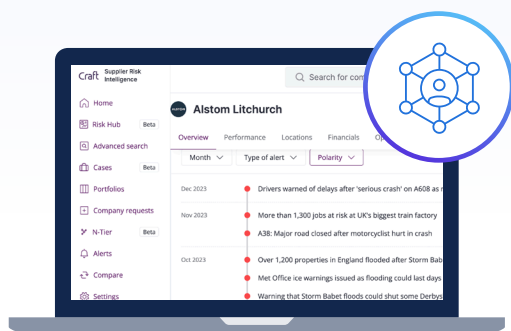 Craft Supplier Risk Intelligence
Search for com
Home
Risk Hub Beta
Advanced search
Cases Beta
Portfolios
Company requests
N-Tier Beta
Alerts
Compare
Settings
Alstom Litchurch
Overview Performance Locations Financials
Month Type of alert Polarity
Dec 2023 Drivers warned of delays after 'serious crash' on A608 as
Nov 2023 More than 1,300 jobs at risk at UK's biggest train factory
A38: Major road closed after motorcyclist hurt in crash
Oct 2023 Over 1,200 properties in England flooded after Storm Bab
Met Office ice warnings issued as flooding could last days
Warning that Storm Babet floods could shut some Derbys